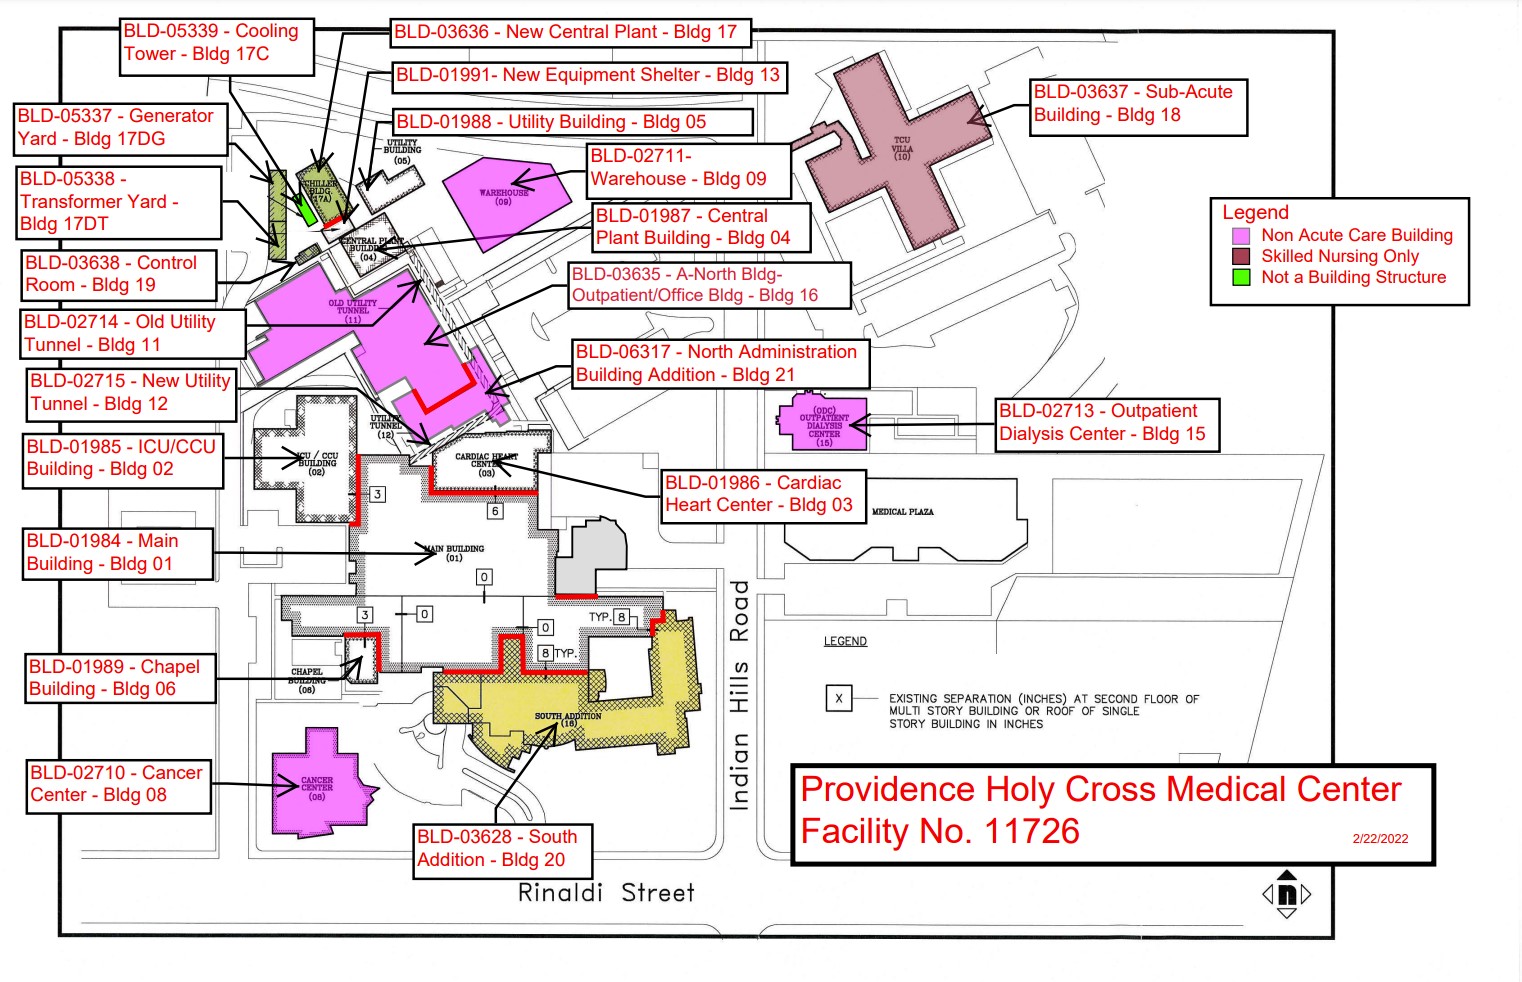 BLD-05339 - Cooling
Tower - Bldg 17C
BLD-03636 - New Central Plant - Bldg 17
BLD-01991- New Equipment Shelter - Bldg 13
BLD-01988 - Utility Building - Bldg 05
BLD-05337 - Generator
Yard - Bldg 17DG
BLD-05338 -
Transformer Yard -
Bldg 17DT
BLD-03638 - Control
Room - Bldg 19
BLD-02714 - Old Utility
Tunnel - Bldg 11
BLD-02715 - New Utility
Tunnel - Bldg 12
BLD-01985 - ICU/CCU
Building - Bldg 02
BLD-01984 - Main
Building - Bldg 01
BLD-01989 - Chapel
Building - Bldg 06
BLD-02710 - Cancer
Center - Bldg 08
BLD-03628 - South
Addition - Bldg 20
BLD-02711-
Warehouse - Bldg 09
BLD-01987 - Central
Plant Building - Bldg 04
BLD-03635 - A-North Bldg-
Outpatient/Office Bldg - Bldg 16
BLD-06317 - North Administration
Building Addition - Bldg 21
BLD-01986 - Cardiac
Heart Center - Bldg 03
BLD-03637 - Sub-Acute
Building - Bldg 18
BLD-02713 - Outpatient
Dialysis Center - Bldg 15
Legend
Non Acute Care Building
Skilled Nursing Only
Not a Building Structure
UTILITY
BUILDING
(05)
CHILLER
BLDG.
(17A)
CENTRAL PLANT
BUILDING
(04)
WAREHOUSE
(09)
TCU
VILLA
(10)
OLD UTILITY
TUNNEL
(11)
UTILITY
TUNNEL
(12)
ICU / CCU
BUILDING
(02)
CARDIAC HEART
CENTER
(03)
(ODC)
OUTPATIENT
DIALYSIS
CENTER
(15)
MEDICAL PLAZA
MAIN BUILDING
(01)
3
6
0
3
0
0
TYP. 8
8 TYP.
CHAPEL
BUILDING
(06)
SOUTH ADDITION
(16)
CANCER
CENTER
(08)
LEGEND
X
EXISTING SEPARATION (INCHES) AT SECOND FLOOR OF
MULTI STORY BUILDING OR ROOF OF SINGLE
STORY BUILDING IN INCHES
Indian Hills Road
Rinaldi Street
Providence Holy Cross Medical Center
Facility No. 11726
2/22/2022
n